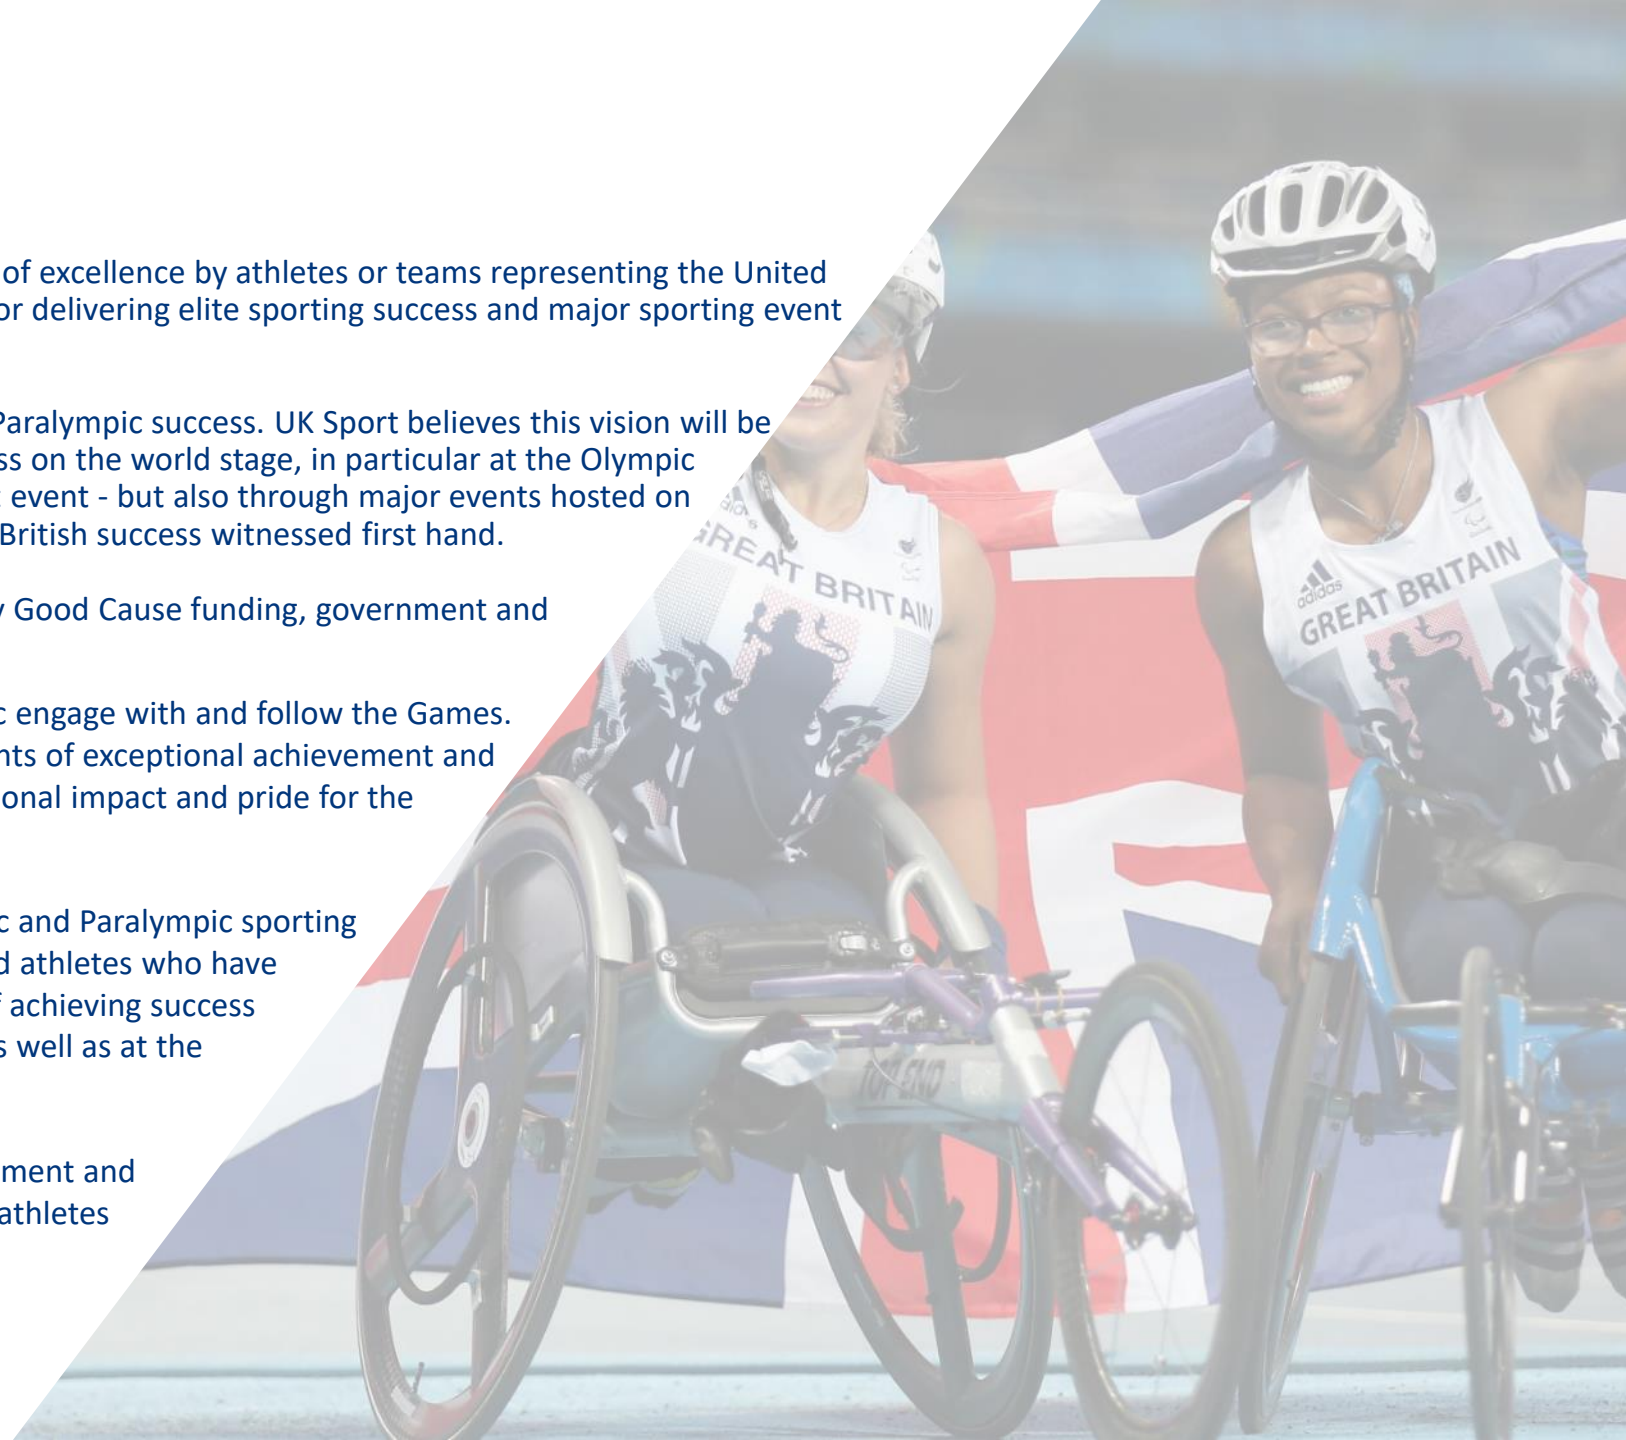 of excellence by athletes or teams representing the United
or delivering elite sporting success and major sporting event
Paralympic success. UK Sport believes this vision will be
ss on the world stage, in particular at the Olympic
event - but also through major events hosted on
British success witnessed first hand.
y Good Cause funding, government and
c engage with and follow the Games.
nts of exceptional achievement and
onal impact and pride for the
c and Paralympic sporting
d athletes who have
f achieving success
s well as at the
ment and
athletes
adidas
GREAT BRITAIN
adidas
GREAT BRITAIN
TOP END